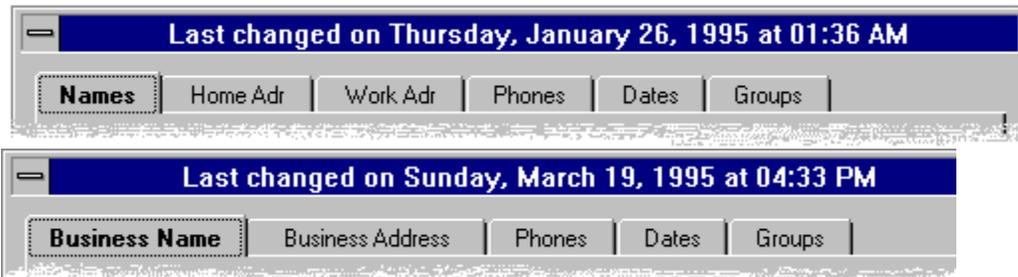 Last changed on Thursday, January 26, 1995 at 01:36 AM
Names Home Adr Work Adr Phones Dates Groups
Last changed on Sunday, March 19, 1995 at 04:33 PM
Business Name Business Address Phones Dates Groups